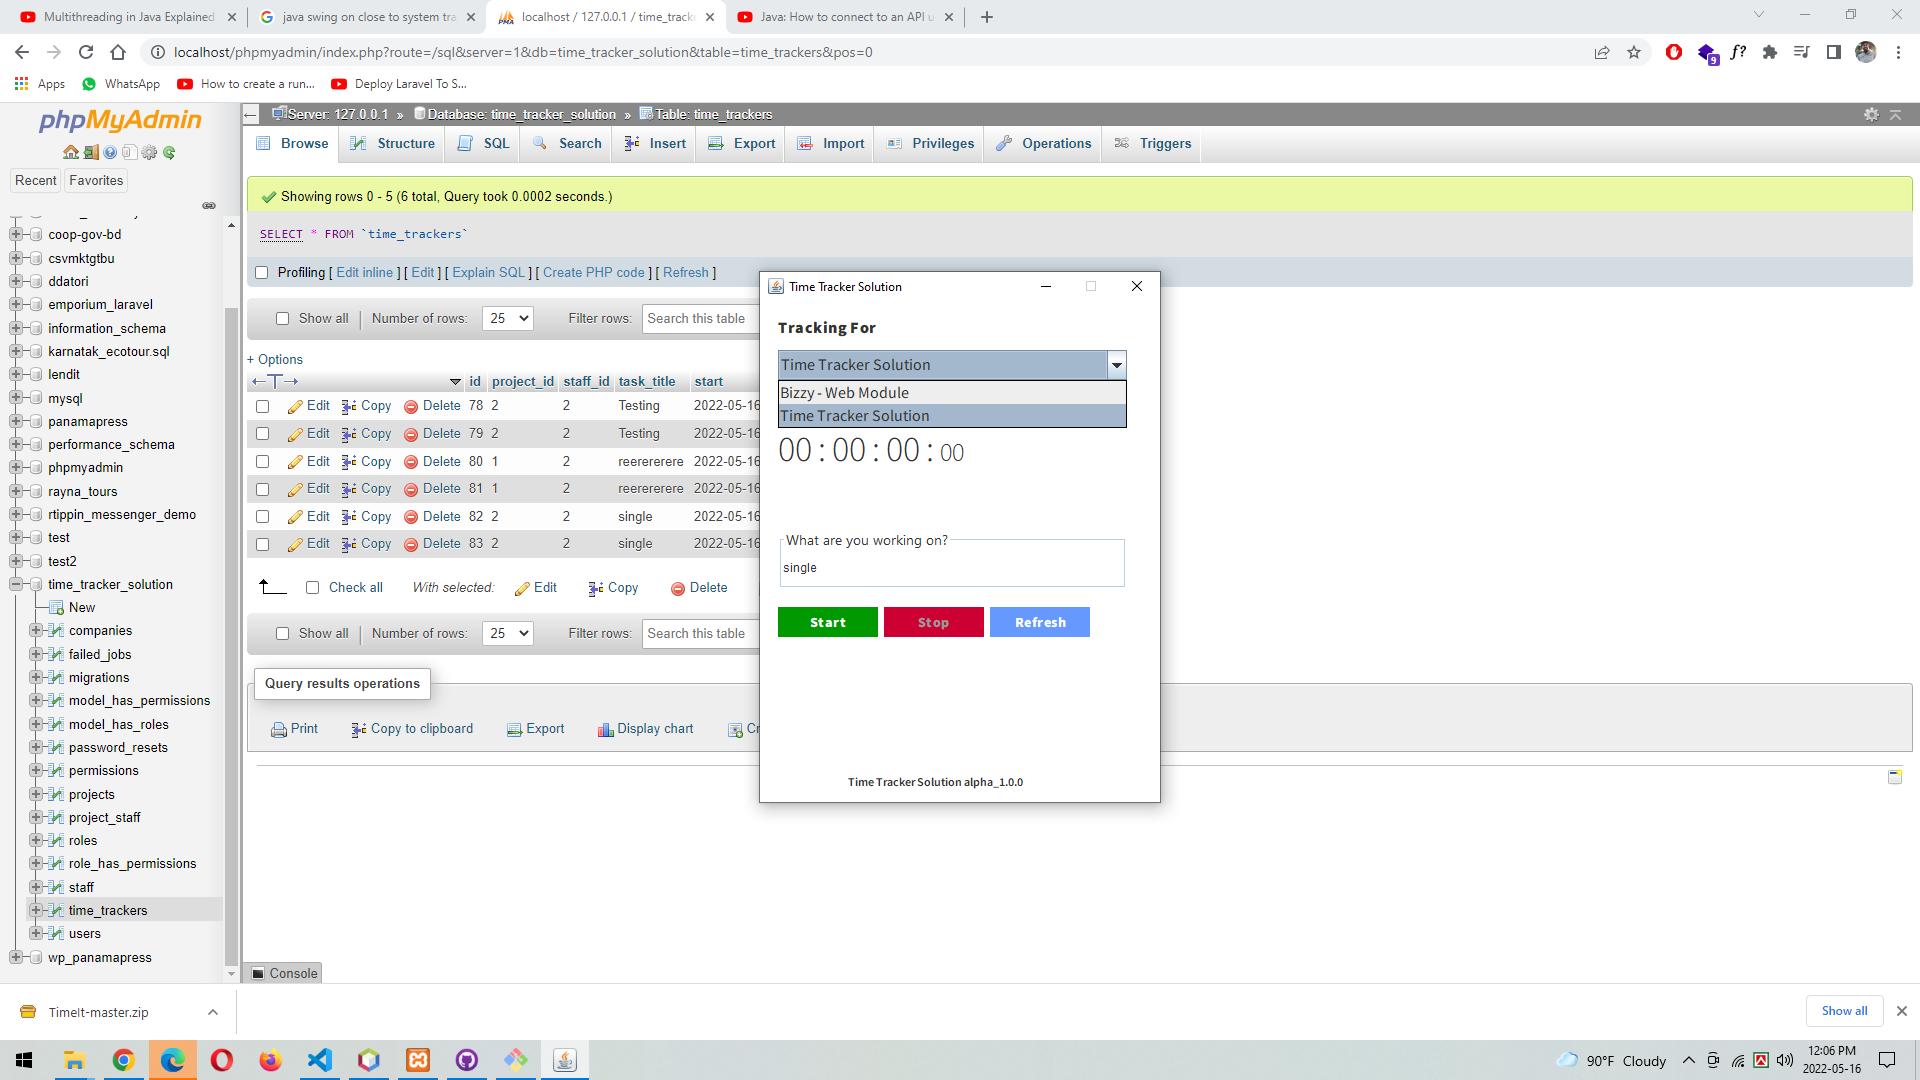 Multithreading in Java Explained
java swing on close to system tra
localhost / 127.0.0.1 / time_track
Java: How to connect to an API u
localhost/phpmyadmin/index.php?route=/sql&server=1&db=time_tracker_solution&table=time_trackers&pos=0
f?
9
Apps
WhatsApp
How to create a run...
Deploy Laravel To S...
phpMyAdmin
Recent
Favorites
coop-gov-bd
csvmktgtbu
ddatori
emporium_laravel
information_schema
karnatak_ecotour.sql
lendit
mysql
panamapress
performance_schema
phpmyadmin
rayna_tours
rtippin_messenger_demo
test
test2
time_tracker_solution
New
companies
failed_jobs
migrations
model_has_permissions
model_has_roles
password_resets
permissions
projects
project_staff
roles
role_has_permissions
staff
time_trackers
users
wp_panamapress
Server: 127.0.0.1 » Database: time_tracker_solution » Table: time_trackers
Browse Structure SQL Search Insert Export Import Privileges Operations Triggers
Showing rows 0 - 5 (6 total, Query took 0.0002 seconds.)
SELECT * FROM `time_trackers`
Profiling [ Edit inline ] [ Edit ] [ Explain SQL ] [ Create PHP code ] [ Refresh ]
Show all Number of rows: 25 Filter rows: Search this table
+ Options
←T→ id project_id staff_id task_title start
Edit Copy Delete 78 2 2 Testing 2022-05-16
Edit Copy Delete 79 2 2 Testing 2022-05-16
Edit Copy Delete 80 1 2 reerererere 2022-05-16
Edit Copy Delete 81 1 2 reerererere 2022-05-16
Edit Copy Delete 82 2 2 single 2022-05-16
Edit Copy Delete 83 2 2 single 2022-05-16
Check all With selected: Edit Copy Delete
Show all Number of rows: 25 Filter rows: Search this table
Query results operations
Print Copy to clipboard Export Display chart Cr
Console
Time Tracker Solution
Tracking For
Time Tracker Solution
Bizzy - Web Module
Time Tracker Solution
00 : 00 : 00 : 00
What are you working on?
single
Start Stop Refresh
Time Tracker Solution alpha_1.0.0
TimeIt-master.zip
Show all
90°F Cloudy
12:06 PM
2022-05-16